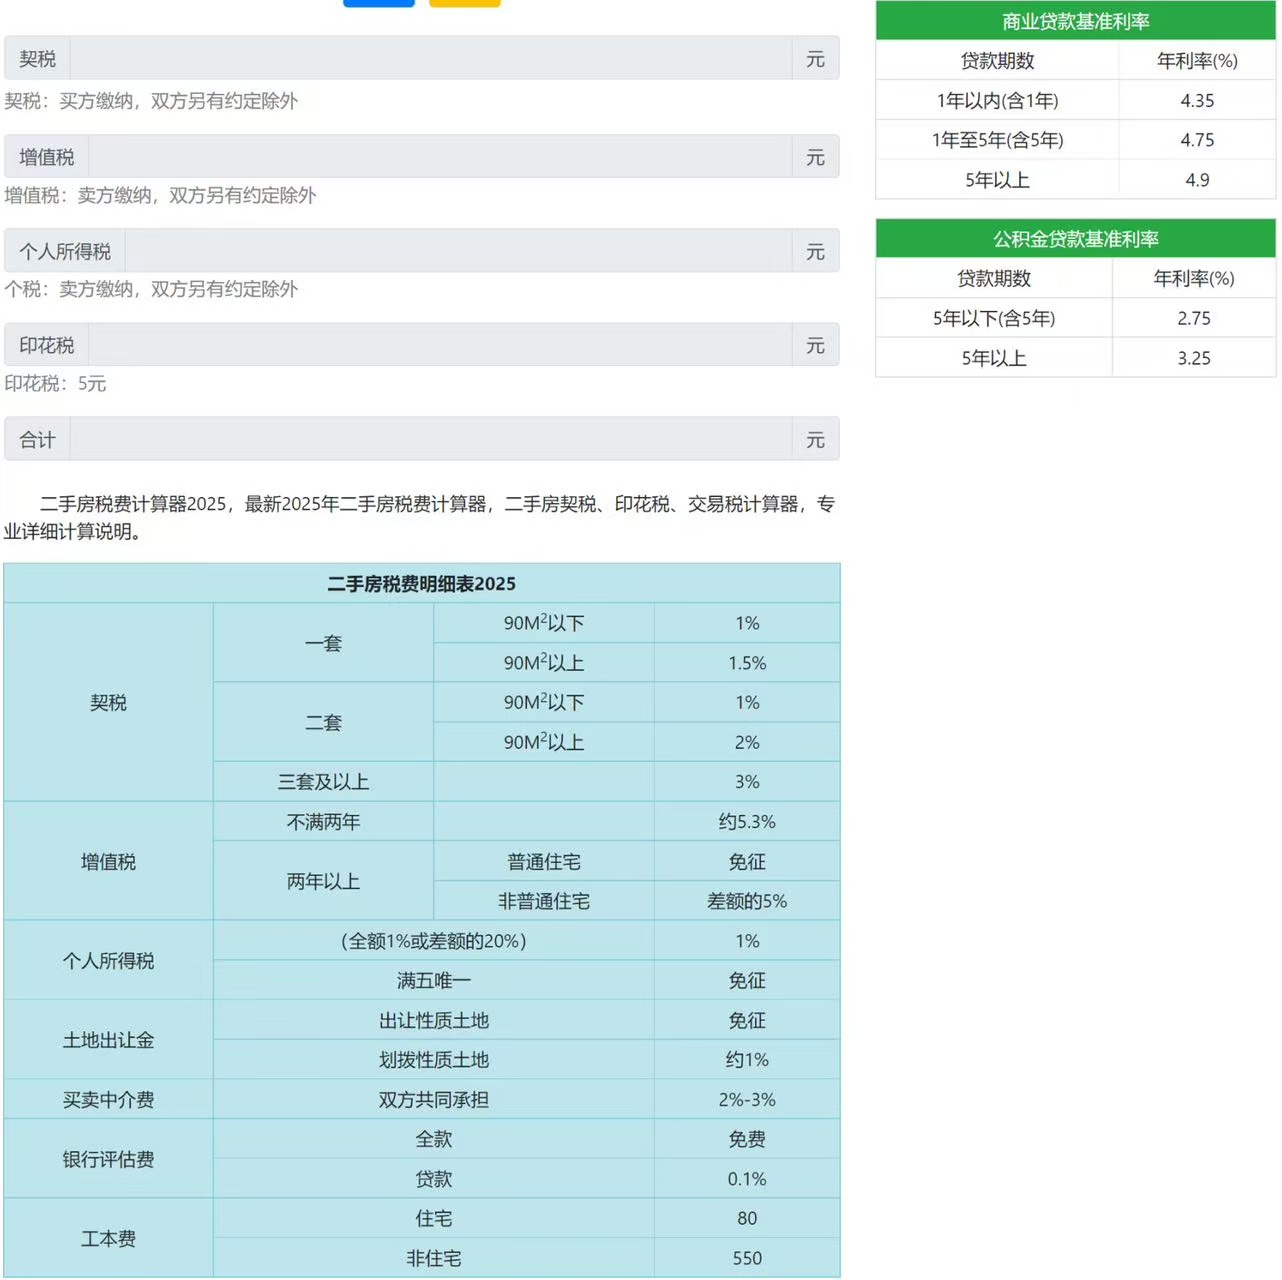 契税 元
契税：买方缴纳，双方另有约定除外
增值税 元
增值税：卖方缴纳，双方另有约定除外
个人所得税 元
个税：卖方缴纳，双方另有约定除外
印花税 元
印花税：5元
合计 元
二手房税费计算器2025，最新2025年二手房税费计算器，二手房契税、印花税、交易税计算器，专
业详细计算说明。
二手房税费明细表2025
契税
一套
90M²以下 1%
90M²以上 1.5%
二套
90M²以下 1%
90M²以上 2%
三套及以上 3%
增值税
不满两年 约5.3%
两年以上
普通住宅 免征
非普通住宅 差额的5%
个人所得税
（全额1%或差额的20%） 1%
满五唯一 免征
土地出让金
出让性质土地 免征
划拨性质土地 约1%
买卖中介费 双方共同承担 2%-3%
银行评估费
全款 免费
贷款 0.1%
工本费
住宅 80
非住宅 550
商业贷款基准利率
贷款期数 年利率(%)
1年以内(含1年) 4.35
1年至5年(含5年) 4.75
5年以上 4.9
公积金贷款基准利率
贷款期数 年利率(%)
5年以下(含5年) 2.75
5年以上 3.25